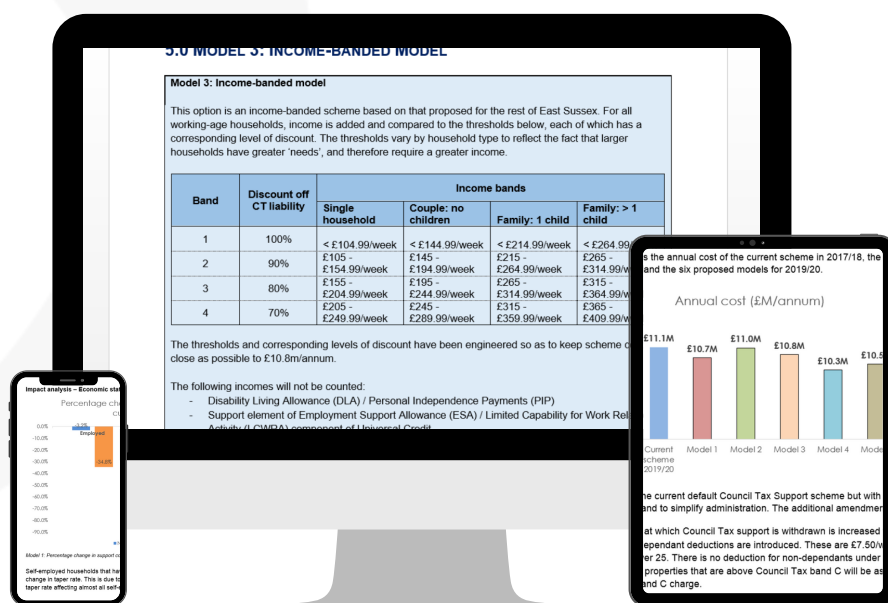 5.0 MODEL 3: INCOME-BANDED MODEL
Model 3: Income-banded model
This option is an income-banded scheme based on that proposed for the rest of East Sussex. For all
working-age households, income is added and compared to the thresholds below, each of which has a
corresponding level of discount. The thresholds vary by household type to reflect the fact that larger
households have greater ‘needs’, and therefore require a greater income.
Band
Discount off
CT liability
Income bands
Single
household
Couple: no
children
Family: 1 child
Family: > 1
child
1
100%
< £104.99/week
< £144.99/week
< £214.99/week
< £264.99
2
90%
£105 -
£154.99/week
£145 -
£194.99/week
£215 -
£264.99/week
£265 -
£314.99/w
3
80%
£155 -
£204.99/week
£195 -
£244.99/week
£265 -
£314.99/week
£315 -
£364.99/w
4
70%
£205 -
£249.99/week
£245 -
£289.99/week
£315 -
£359.99/week
£365 -
£409.99/w
The thresholds and corresponding levels of discount have been engineered so as to keep scheme
close as possible to £10.8m/annum.
The following incomes will not be counted:
- Disability Living Allowance (DLA) / Personal Independence Payments (PIP)
- Support element of Employment Support Allowance (ESA) / Limited Capability for Work Rel
Activity (LCWRA) component of Universal Credit
Impact analysis – Economic stat
Percentage ch
cu
0.0%
-10.0%
-20.0%
-30.0%
-40.0%
-50.0%
-60.0%
-70.0%
-80.0%
-90.0%
Employed
-34.8%
Model 1: Percentage change in support co
Self-employed households that hav
change in taper rate. This is due to
taper rate affecting almost all self-e
s the annual cost of the current scheme in 2017/18, the
and the six proposed models for 2019/20.
Annual cost (£M/annum)
£11.1M
£10.7M
£11.0M
£10.8M
£10.3M
£10.5
Current
scheme
2019/20
Model 1
Model 2
Model 3
Model 4
Mode
he current default Council Tax Support scheme but with
and to simplify administration. The additional amendmen
at which Council Tax support is withdrawn is increased
ependant deductions are introduced. These are £7.50/w
er 25. There is no deduction for non-dependants under
properties that are above Council Tax band C will be as
and C charge.